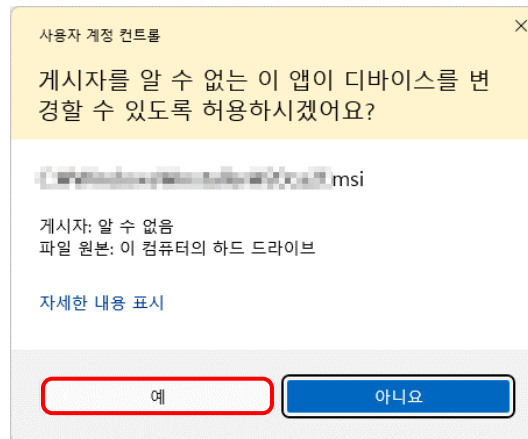 사용자 계정 컨트롤
게시자를 알 수 없는 이 앱이 디바이스를 변
경할 수 있도록 허용하시겠어요?
msi
게시자: 알 수 없음
파일 원본: 이 컴퓨터의 하드 드라이브
자세한 내용 표시
예
아니요